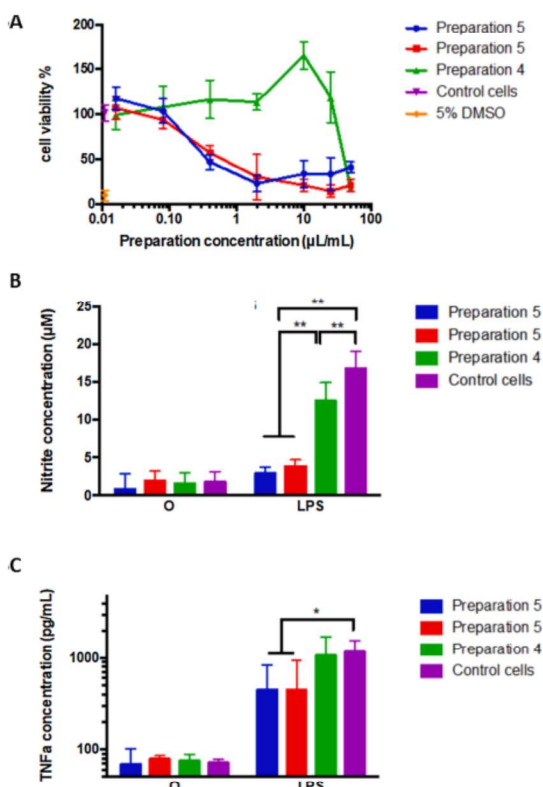 A
200
150
100
50
0
cell viability %
0.01 0.10 1 2 10 100
Preparation concentration (µL/mL)
Preparation 5
Preparation 5
Preparation 4
Control cells
5% DMSO
B
25
20
15
10
5
0
Nitrite concentration (µM)
** 
** **
O LPS
Preparation 5
Preparation 5
Preparation 4
Control cells
C
1000
100
TNFa concentration (pg/mL)
*
O LPS
Preparation 5
Preparation 5
Preparation 4
Control cells